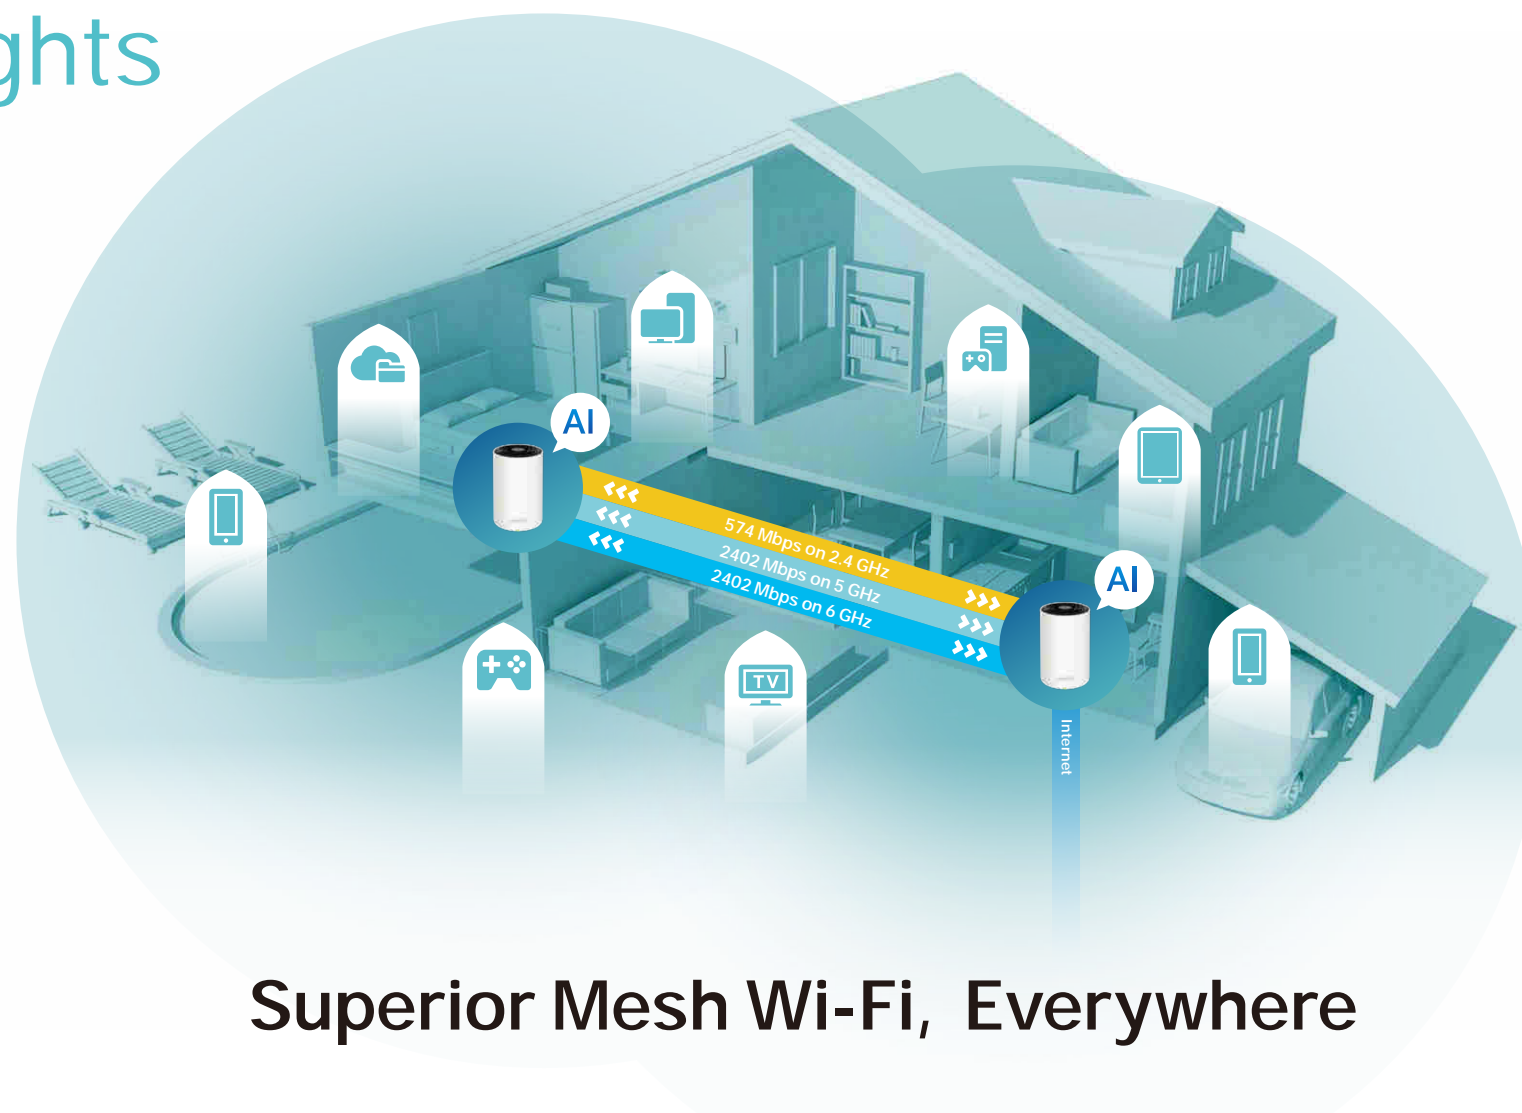 ghts
AI
574 Mbps on 2.4 GHz
2402 Mbps on 5 GHz
2402 Mbps on 6 GHz
AI
TV
Internet
Superior Mesh Wi-Fi, Everywhere